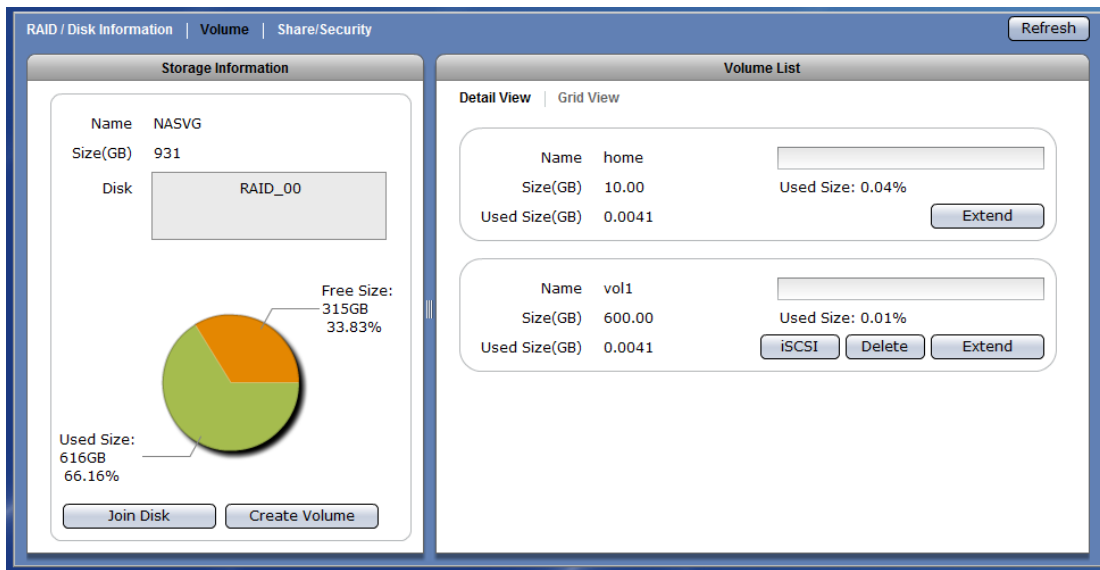 RAID / Disk Information | Volume | Share/Security
Refresh
Storage Information
Name NASVG
Size(GB) 931
Disk RAID_00
Free Size:
315GB
33.83%
Used Size:
616GB
66.16%
Join Disk Create Volume
Volume List
Detail View | Grid View
Name home
Size(GB) 10.00 Used Size: 0.04%
Used Size(GB) 0.0041 Extend
Name vol1
Size(GB) 600.00 Used Size: 0.01%
Used Size(GB) 0.0041 iSCSI Delete Extend